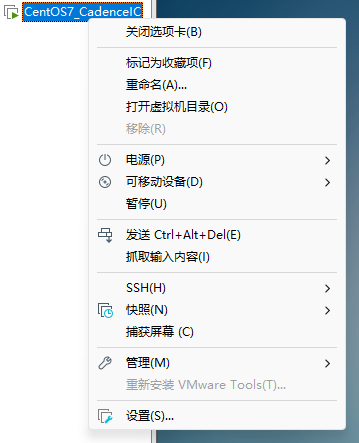 CentOS7_CadenceIC
关闭选项卡(B)
标记为收藏项(F)
重命名(A)...
打开虚拟机目录(O)
移除(R)
电源(P)
可移动设备(D)
暂停(U)
发送 Ctrl+Alt+Del(E)
抓取输入内容(I)
SSH(H)
快照(N)
捕获屏幕 (C)
管理(M)
重新安装 VMware Tools(T)...
设置(S)...